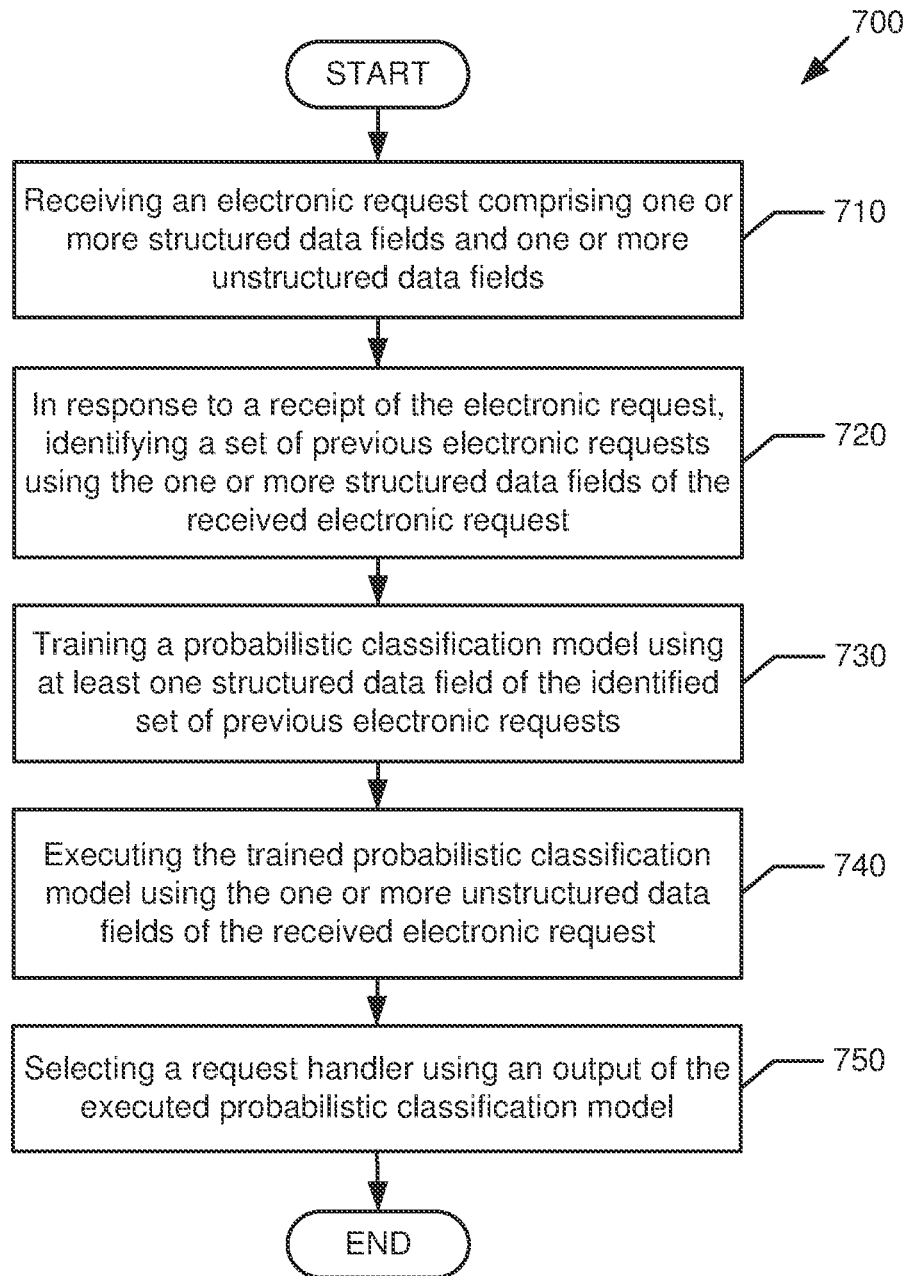 700
START
Receiving an electronic request comprising one or
more structured data fields and one or more
unstructured data fields
710
In response to a receipt of the electronic request,
identifying a set of previous electronic requests
using the one or more structured data fields of the
received electronic request
720
Training a probabilistic classification model using
at least one structured data field of the identified
set of previous electronic requests
730
Executing the trained probabilistic classification
model using the one or more unstructured data
fields of the received electronic request
740
Selecting a request handler using an output of the
executed probabilistic classification model
750
END